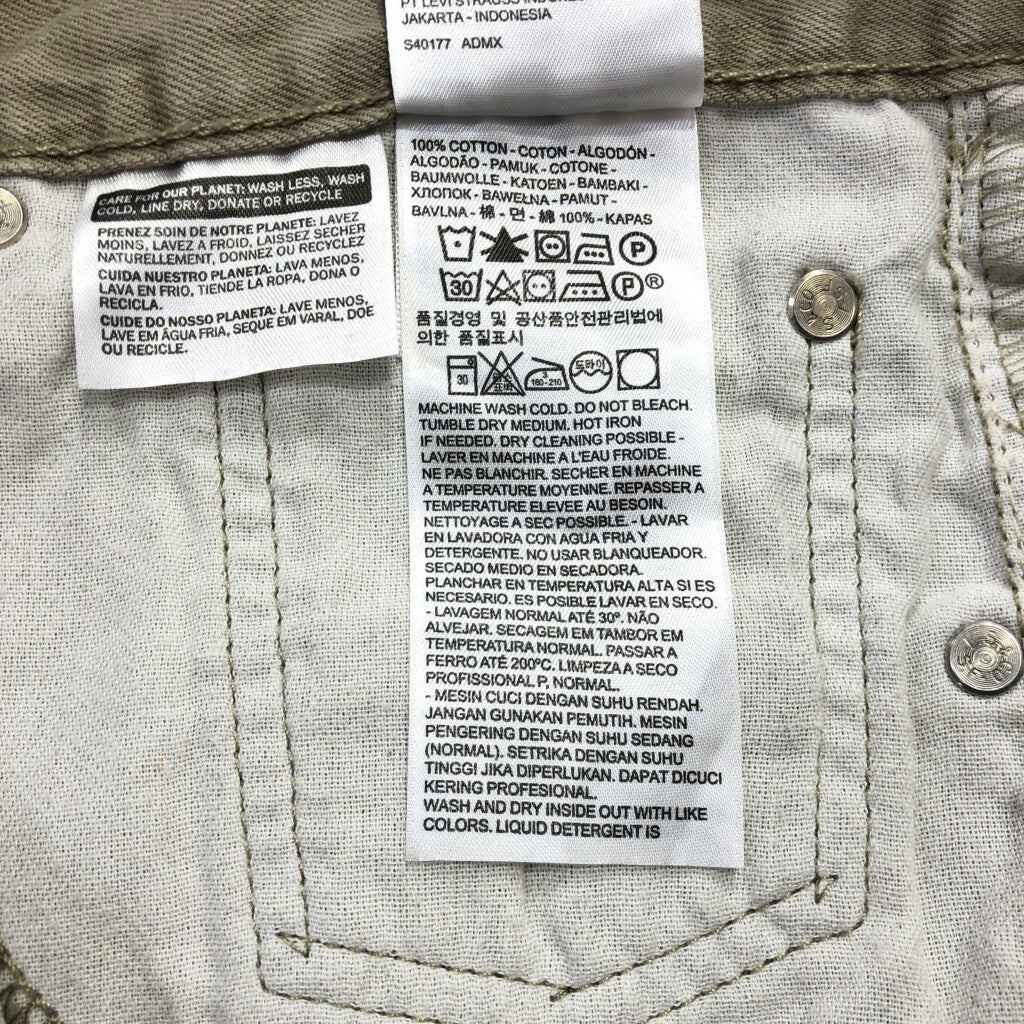 PT LEVI STRAUSS
JAKARTA - INDONESIA
S40177 ADMX
CARE FOR OUR PLANET: WASH LESS, WASH
COLD, LINE DRY, DONATE OR RECYCLE
PRENEZ SOIN DE NOTRE PLANETE: LAVEZ
MOINS, LAVEZ A FROID, LAISSEZ SECHER
NATURELLEMENT, DONNEZ OU RECYCLEZ
CUIDA NUESTRO PLANETA: LAVA MENOS,
LAVA EN FRIO, TIENDE LA ROPA, DONA O
RECICLA.
CUIDE DO NOSSO PLANETA: LAVE MENOS,
LAVE EM ÁGUA FRIA, SEQUE EM VARAL, DOE
OU RECICLE.
100% COTTON - COTON - ALGODÓN -
ALGODÃO - PAMUK - COTONE -
BAUMWOLLE - KATOEN - BAMBAKI -
ХЛОПОК - BAWEŁNA - PAMUT -
BAVLNA - 棉 - 면 - 綿 100% - KAPAS
P
30 P ®
품질경영 및 공산품안전관리법에
의한 품질표시
30 표백 180-210 드라이
MACHINE WASH COLD. DO NOT BLEACH.
TUMBLE DRY MEDIUM. HOT IRON
IF NEEDED. DRY CLEANING POSSIBLE -
LAVER EN MACHINE A L'EAU FROIDE.
NE PAS BLANCHIR. SECHER EN MACHINE
A TEMPERATURE MOYENNE. REPASSER A
TEMPERATURE ELEVEE AU BESOIN.
NETTOYAGE A SEC POSSIBLE. - LAVAR
EN LAVADORA CON AGUA FRIA Y
DETERGENTE. NO USAR BLANQUEADOR.
SECADO MEDIO EN SECADORA.
PLANCHAR EN TEMPERATURA ALTA SI ES
NECESARIO. ES POSIBLE LAVAR EN SECO.
- LAVAGEM NORMAL ATÉ 30º. NÃO
ALVEJAR. SECAGEM EM TAMBOR EM
TEMPERATURA NORMAL. PASSAR A
FERRO ATÉ 200ºC. LIMPEZA A SECO
PROFISSIONAL P, NORMAL.
- MESIN CUCI DENGAN SUHU RENDAH.
JANGAN GUNAKAN PEMUTIH. MESIN
PENGERING DENGAN SUHU SEDANG
(NORMAL). SETRIKA DENGAN SUHU
TINGGI JIKA DIPERLUKAN. DAPAT DICUCI
KERING PROFESIONAL.
WASH AND DRY INSIDE OUT WITH LIKE
COLORS. LIQUID DETERGENT IS